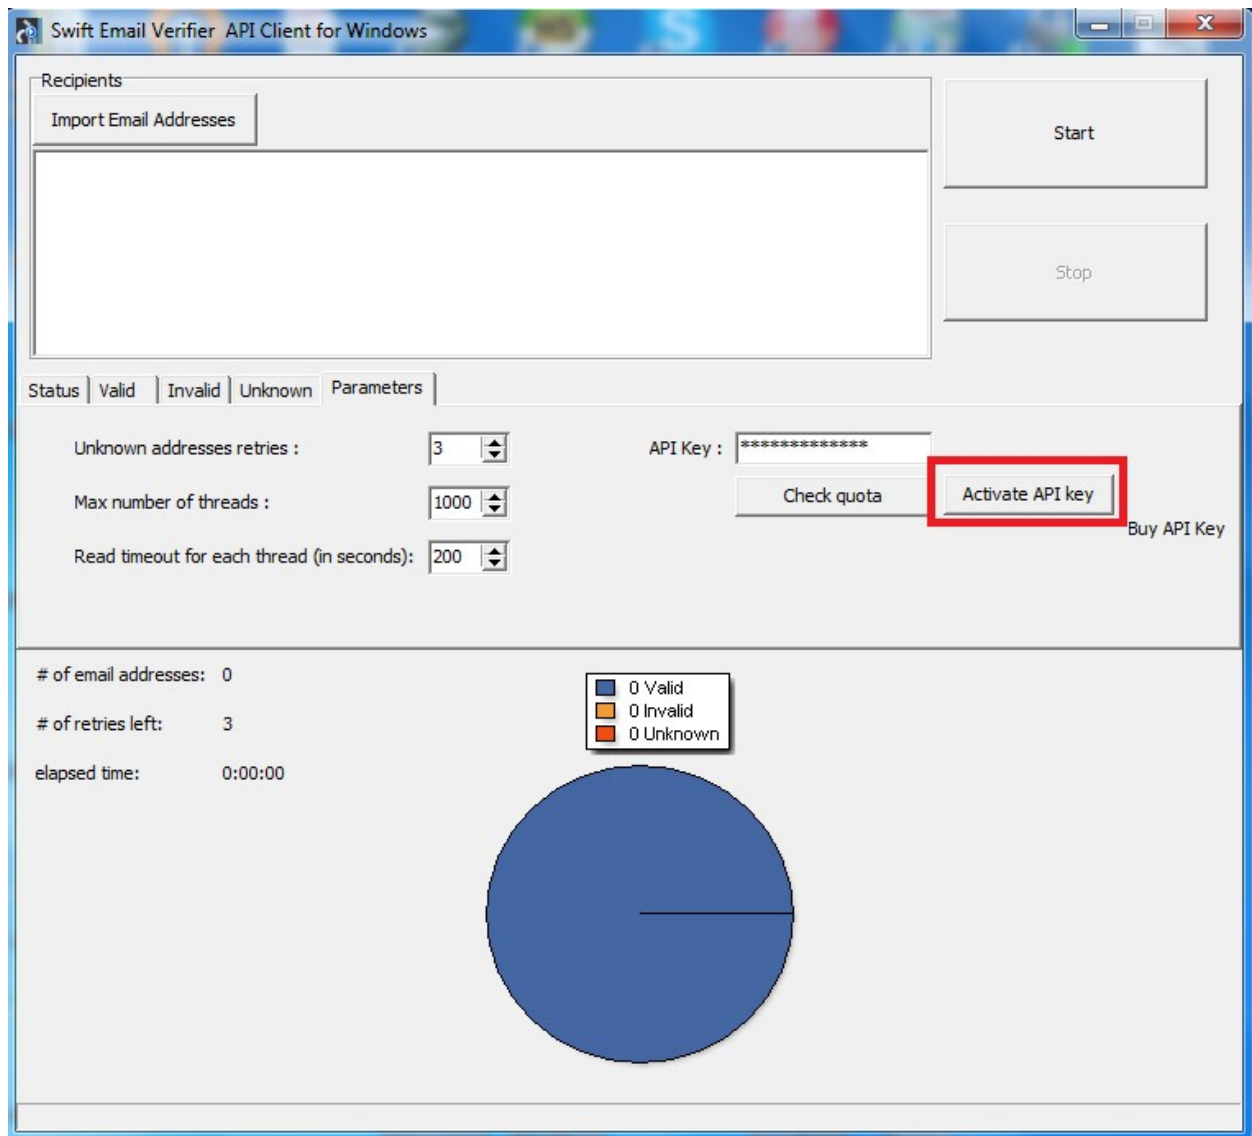 Swift Email Verifier API Client for Windows
Recipients
Import Email Addresses
Start
Stop
Status Valid Invalid Unknown Parameters
Unknown addresses retries : 3 API Key : *************
Max number of threads : 1000 Check quota Activate API key
Buy API Key
Read timeout for each thread (in seconds): 200
# of email addresses: 0
# of retries left: 3
elapsed time: 0:00:00
0 Valid
0 Invalid
0 Unknown